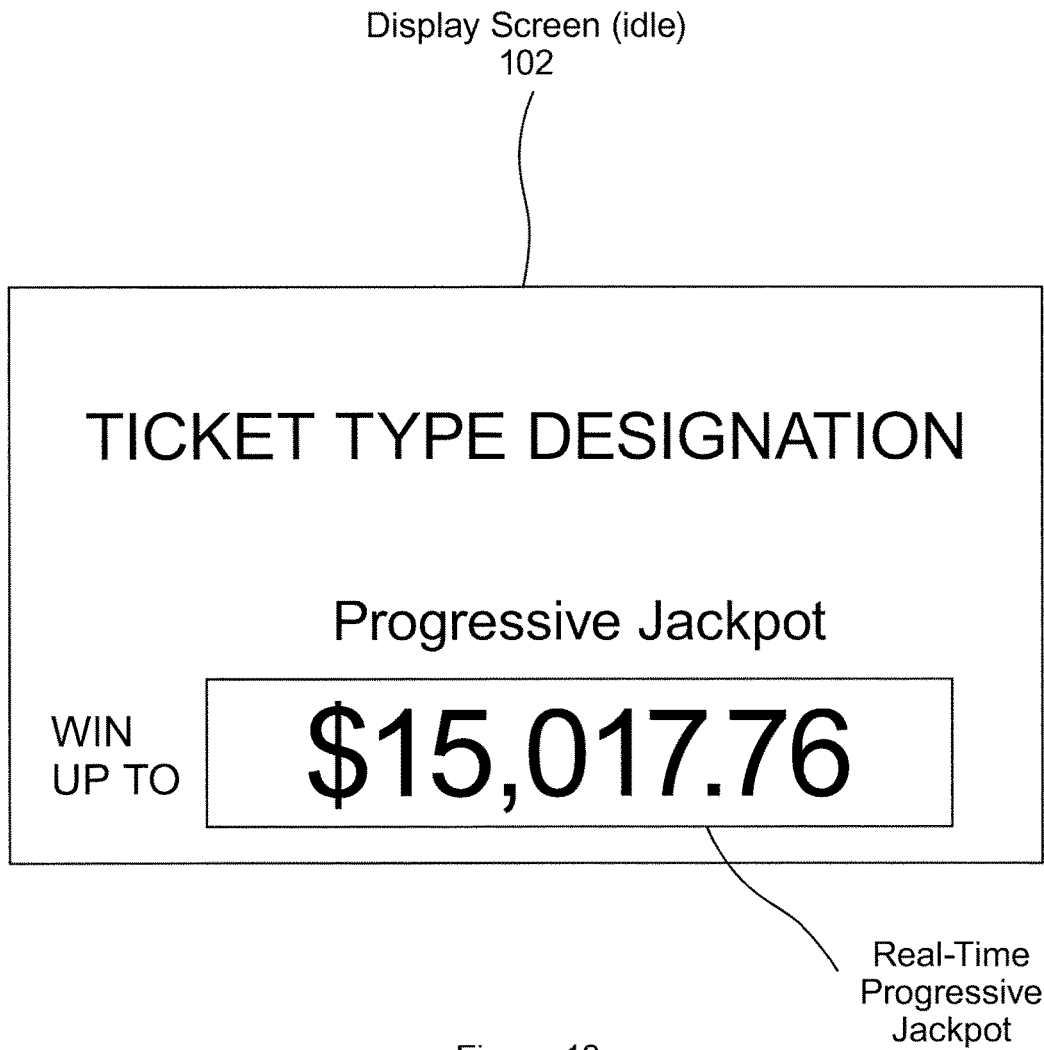 Display Screen (idle)
102
TICKET TYPE DESIGNATION
Progressive Jackpot
WIN
UP TO
$15,017.76
Real-Time
Progressive
Jackpot